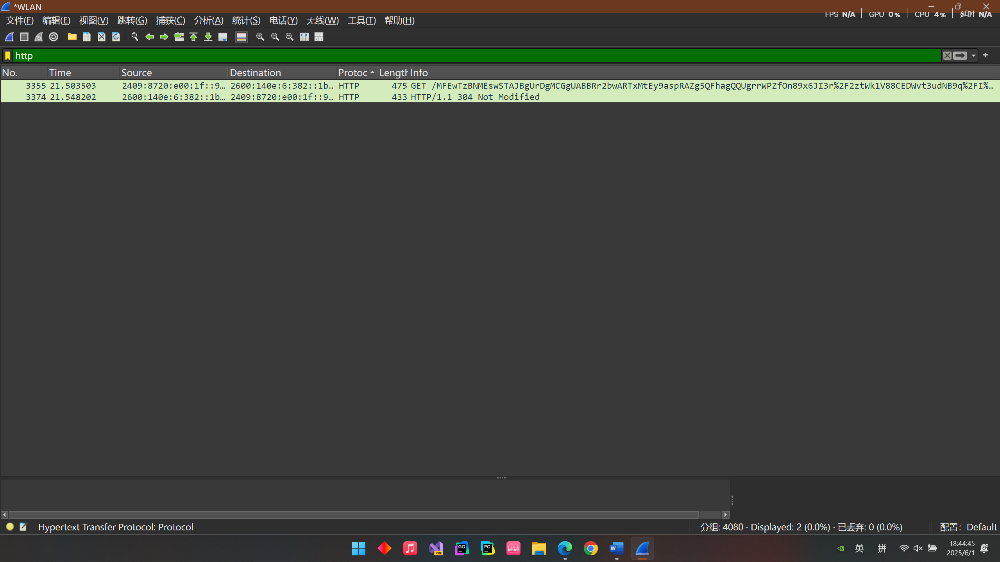 *WLAN
FPS N/A GPU 0% CPU 4% 延时 N/A
文件(F) 编辑(E) 视图(V) 跳转(G) 捕获(C) 分析(A) 统计(S) 电话(Y) 无线(W) 工具(T) 帮助(H)
http
No. Time Source Destination Protoc Length Info
3355 21.503503 2409:8720:e00:1f::9… 2600:140e:6:382::1b… HTTP 475 GET /MFEwTzBNMEswSTAJBgUrDgMCGgUABBRr2bwARTxMtEy9aspRAZg5QFhagQQUgrrWPZfOn89x6JI3r%2F2ztWk1V88CEDWvt3udNB9q%2FI%…
3374 21.548202 2600:140e:6:382::1b… 2409:8720:e00:1f::9… HTTP 433 HTTP/1.1 304 Not Modified
Hypertext Transfer Protocol: Protocol 分组: 4080 · Displayed: 2 (0.0%) · 已丢弃: 0 (0.0%) 配置: Default
PRE GO PC bilibili W 英 拼 18:44:45
2025/6/1